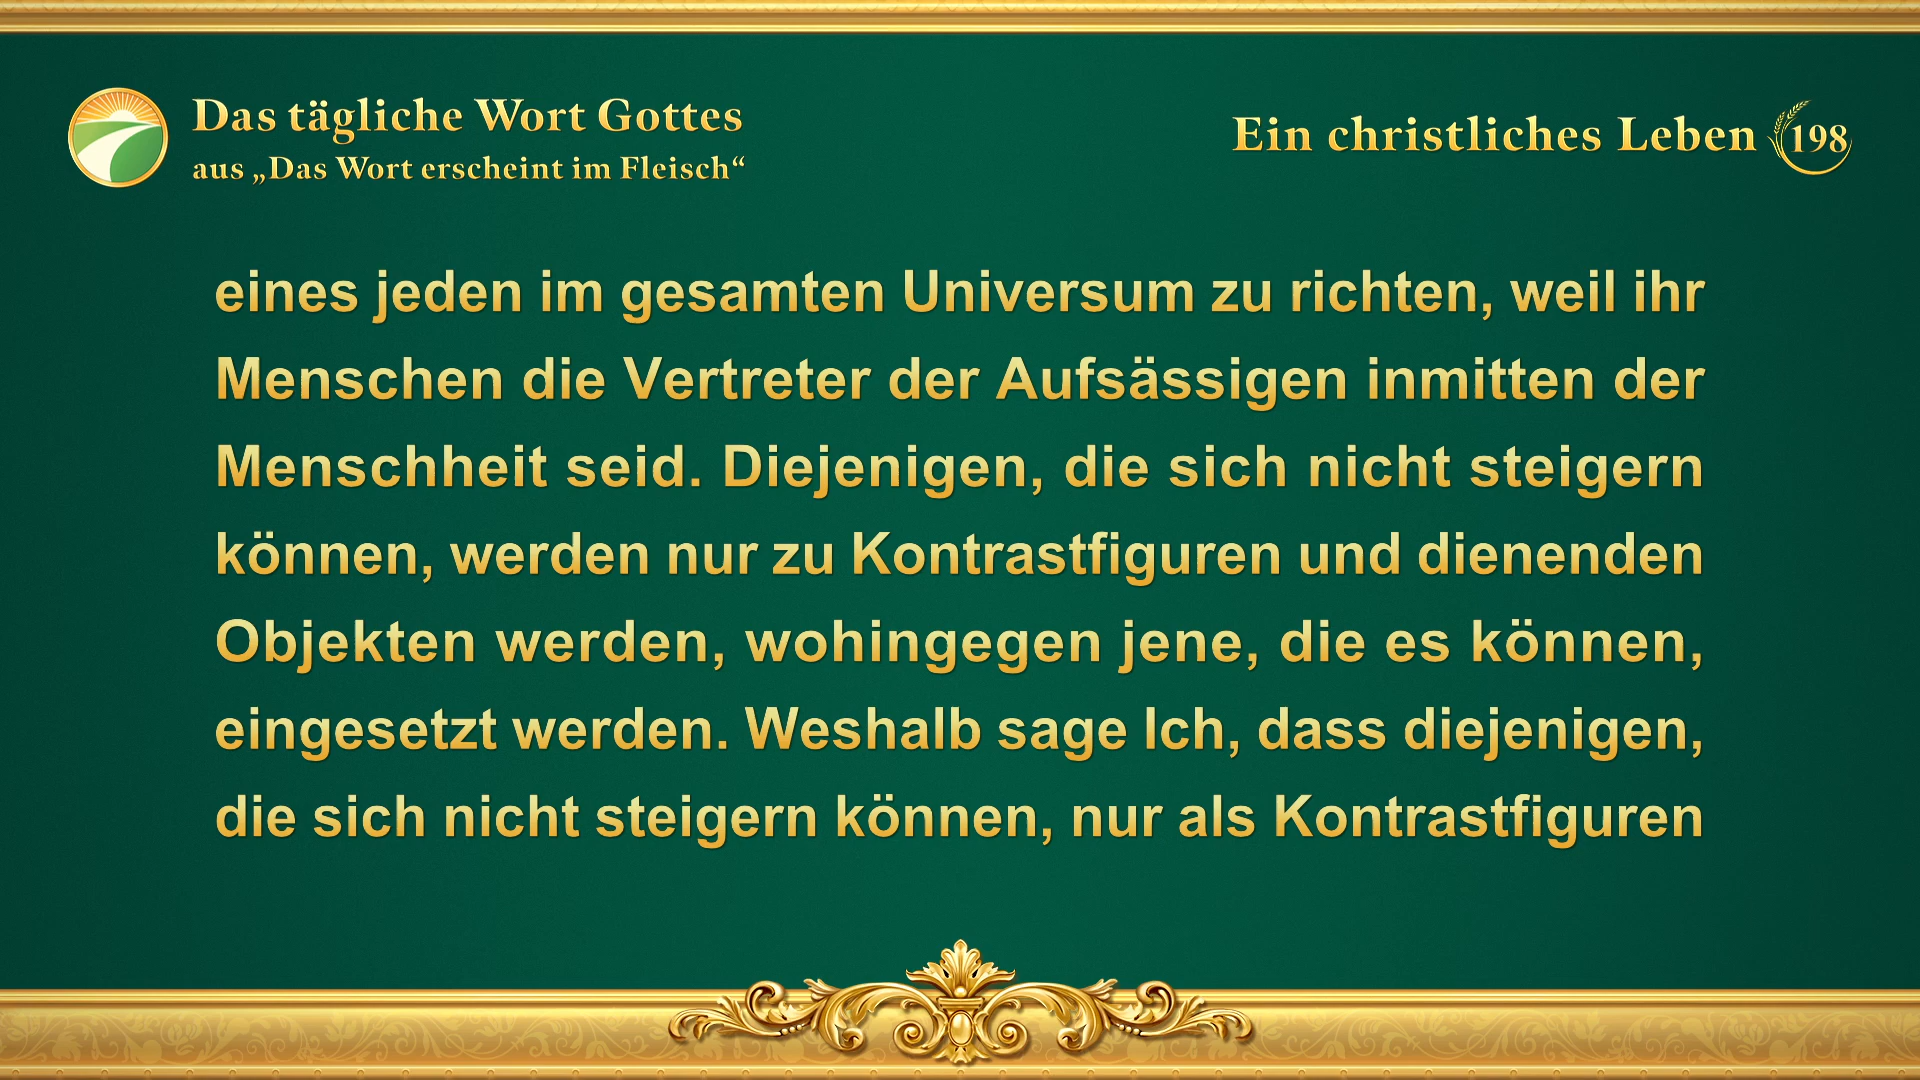 Das tägliche Wort Gottes
aus „Das Wort erscheint im Fleisch“
Ein christliches Leben 198
eines jeden im gesamten Universum zu richten, weil ihr
Menschen die Vertreter der Aufsässigen inmitten der
Menschheit seid. Diejenigen, die sich nicht steigern
können, werden nur zu Kontrastfiguren und dienenden
Objekten werden, wohingegen jene, die es können,
eingesetzt werden. Weshalb sage Ich, dass diejenigen,
die sich nicht steigern können, nur als Kontrastfiguren